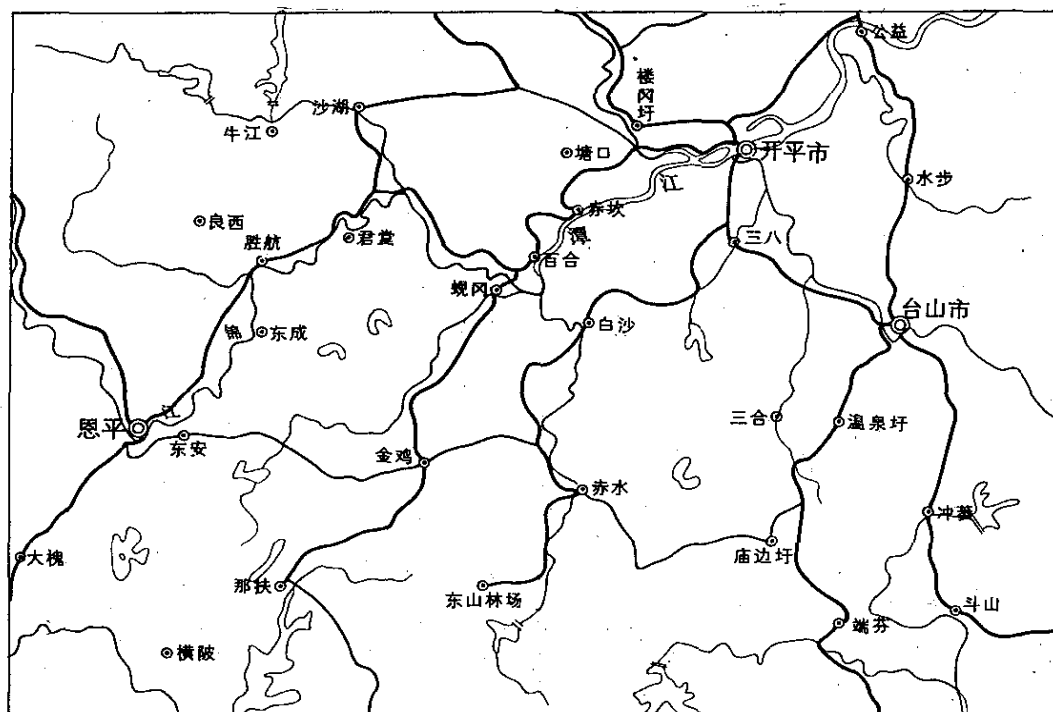 公益
楼冈圩
沙湖
牛江
塘口
开平市
水步
江
赤坎
良西
胜航
君堂
潭
三八
百合
蚬冈
台山市
白沙
锦
东成
江
恩平
东安
三合
温泉圩
金鸡
赤水
冲蒌
大槐
庙边圩
那扶
东山林场
斗山
端芬
横陂